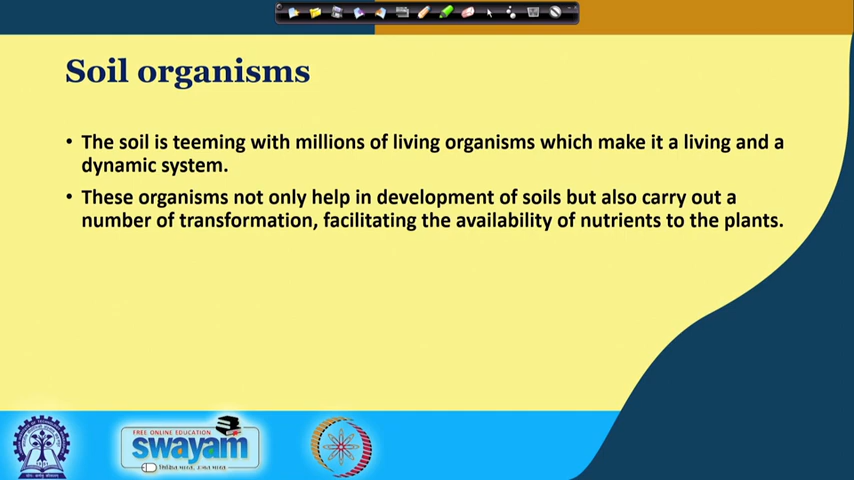 Soil organisms
• The soil is teeming with millions of living organisms which make it a living and a
dynamic system.
• These organisms not only help in development of soils but also carry out a
number of transformation, facilitating the availability of nutrients to the plants.
FREE ONLINE EDUCATION
swayam